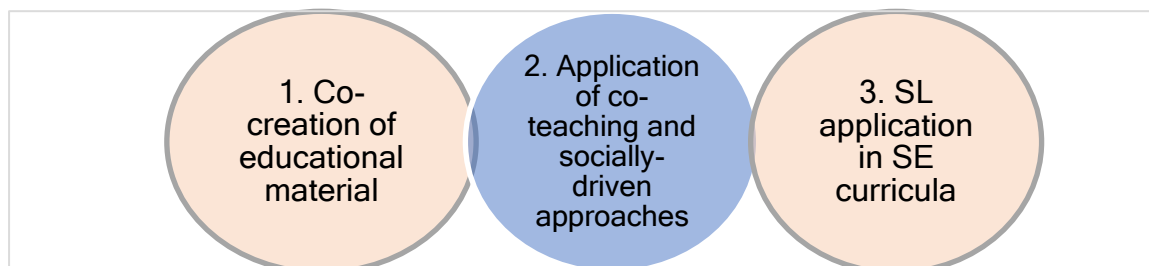 1. Co-
creation of
educational
material
2. Application
of co-
teaching and
socially-
driven
approaches
3. SL
application
in SE
curricula